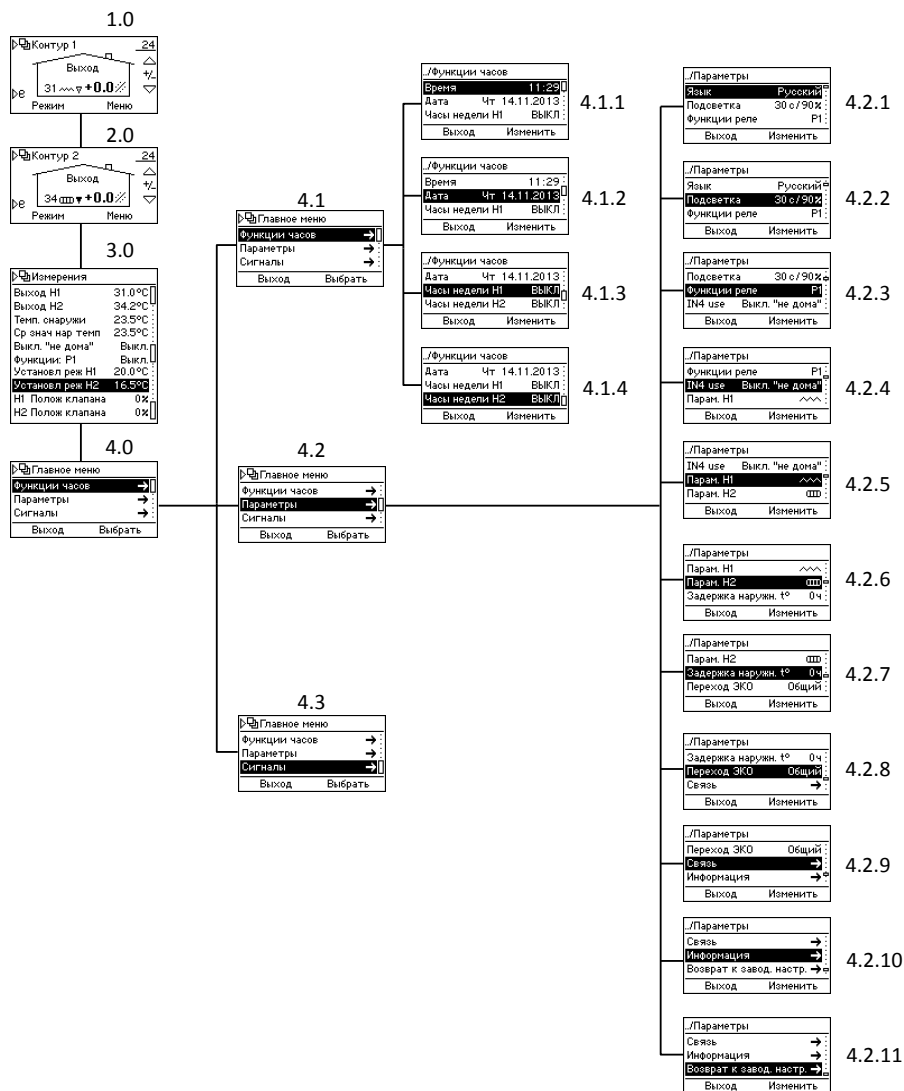 1.0
Контур 1 24
Выход
31 +0.0
+/-
Режим Меню
2.0
Контур 2 24
Выход
34 +0.0
+/-
Режим Меню
3.0
Измерения
Выход H1 31.0°C
Выход H2 34.2°C
Темп. снаружи 23.5°C
Ср знач нар темп 23.5°C
Выкл. "не дома" Выкл.
Функции: P1 Выкл.
Установл реж H1 20.0°C
Установл реж H2 16.5°C
H1 Полож клапана 0%
H2 Полож клапана 0%
4.0
Главное меню
Функции часов →
Параметры →
Сигналы →
Выход Выбрать
4.1
Главное меню
Функции часов →
Параметры →
Сигналы →
Выход Выбрать
4.2
Главное меню
Функции часов →
Параметры →
Сигналы →
Выход Выбрать
4.3
Главное меню
Функции часов →
Параметры →
Сигналы →
Выход Выбрать
../Функции часов
Время 11:29
Дата Чт 14.11.2013
Часы недели H1 ВЫКЛ
Выход Изменить
4.1.1
../Функции часов
Время 11:29
Дата Чт 14.11.2013
Часы недели H1 ВЫКЛ
Выход Изменить
4.1.2
../Функции часов
Дата Чт 14.11.2013
Часы недели H1 ВЫКЛ
Часы недели H2 ВЫКЛ
Выход Изменить
4.1.3
../Функции часов
Дата Чт 14.11.2013
Часы недели H1 ВЫКЛ
Часы недели H2 ВЫКЛ
Выход Изменить
4.1.4
../Параметры
Язык Русский
Подсветка 30 с/90%
Функции реле P1
Выход Изменить
4.2.1
../Параметры
Язык Русский
Подсветка 30 с/90%
Функции реле P1
Выход Изменить
4.2.2
../Параметры
Подсветка 30 с/90%
Функции реле P1
IN4 use Выкл. "не дома"
Выход Изменить
4.2.3
../Параметры
Функции реле P1
IN4 use Выкл. "не дома"
Парам. H1
Выход Изменить
4.2.4
../Параметры
IN4 use Выкл. "не дома"
Парам. H1
Парам. H2
Выход Изменить
4.2.5
../Параметры
Парам. H1
Парам. H2
Задержка наружн. t° 0ч
Выход Изменить
4.2.6
../Параметры
Парам. H2
Задержка наружн. t° 0ч
Переход ЭКО Общий
Выход Изменить
4.2.7
../Параметры
Задержка наружн. t° 0ч
Переход ЭКО Общий
Связь →
Выход Изменить
4.2.8
../Параметры
Переход ЭКО Общий
Связь →
Информация →
Выход Изменить
4.2.9
../Параметры
Связь →
Информация →
Возврат к завод. настр. →
Выход Изменить
4.2.10
../Параметры
Связь →
Информация →
Возврат к завод. настр. →
Выход Изменить
4.2.11